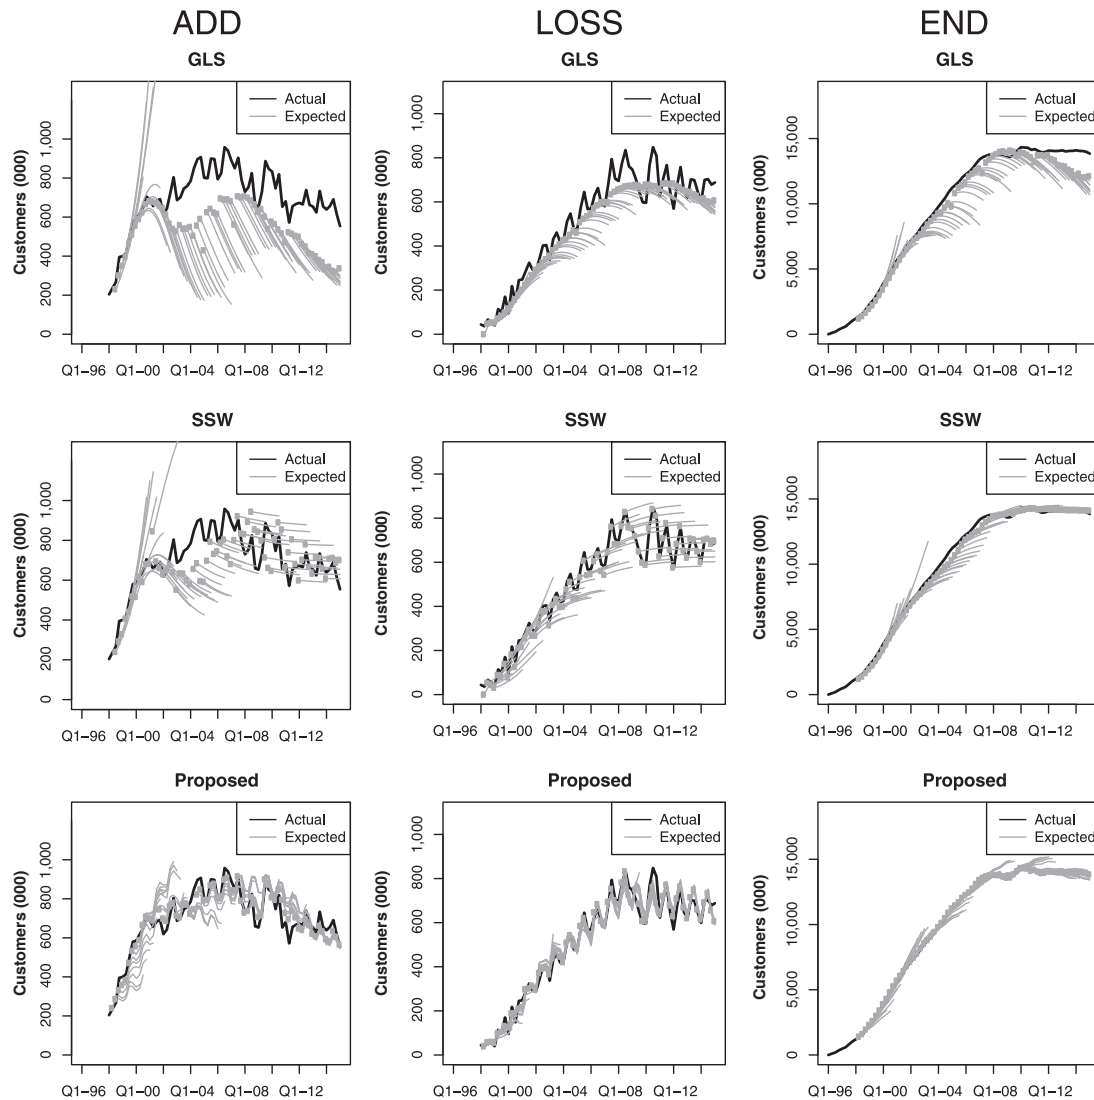 ADD LOSS END
GLS GLS GLS
Actual Actual Actual
Expected Expected Expected
Customers (000) Customers (000) Customers (000)
1,000 1,000 15,000
800 800 10,000
600 600 5,000
400 400 0
200 200
0 0
Q1–96 Q1–00 Q1–04 Q1–08 Q1–12 Q1–96 Q1–00 Q1–04 Q1–08 Q1–12 Q1–96 Q1–00 Q1–04 Q1–08 Q1–12
SSW SSW SSW
Actual Actual Actual
Expected Expected Expected
Customers (000) Customers (000) Customers (000)
1,000 1,000 15,000
800 800 10,000
600 600 5,000
400 400 0
200 200
0 0
Q1–96 Q1–00 Q1–04 Q1–08 Q1–12 Q1–96 Q1–00 Q1–04 Q1–08 Q1–12 Q1–96 Q1–00 Q1–04 Q1–08 Q1–12
Proposed Proposed Proposed
Actual Actual Actual
Expected Expected Expected
Customers (000) Customers (000) Customers (000)
1,000 1,000 15,000
800 800 10,000
600 600 5,000
400 400 0
200 200
0 0
Q1–96 Q1–00 Q1–04 Q1–08 Q1–12 Q1–96 Q1–00 Q1–04 Q1–08 Q1–12 Q1–96 Q1–00 Q1–04 Q1–08 Q1–12